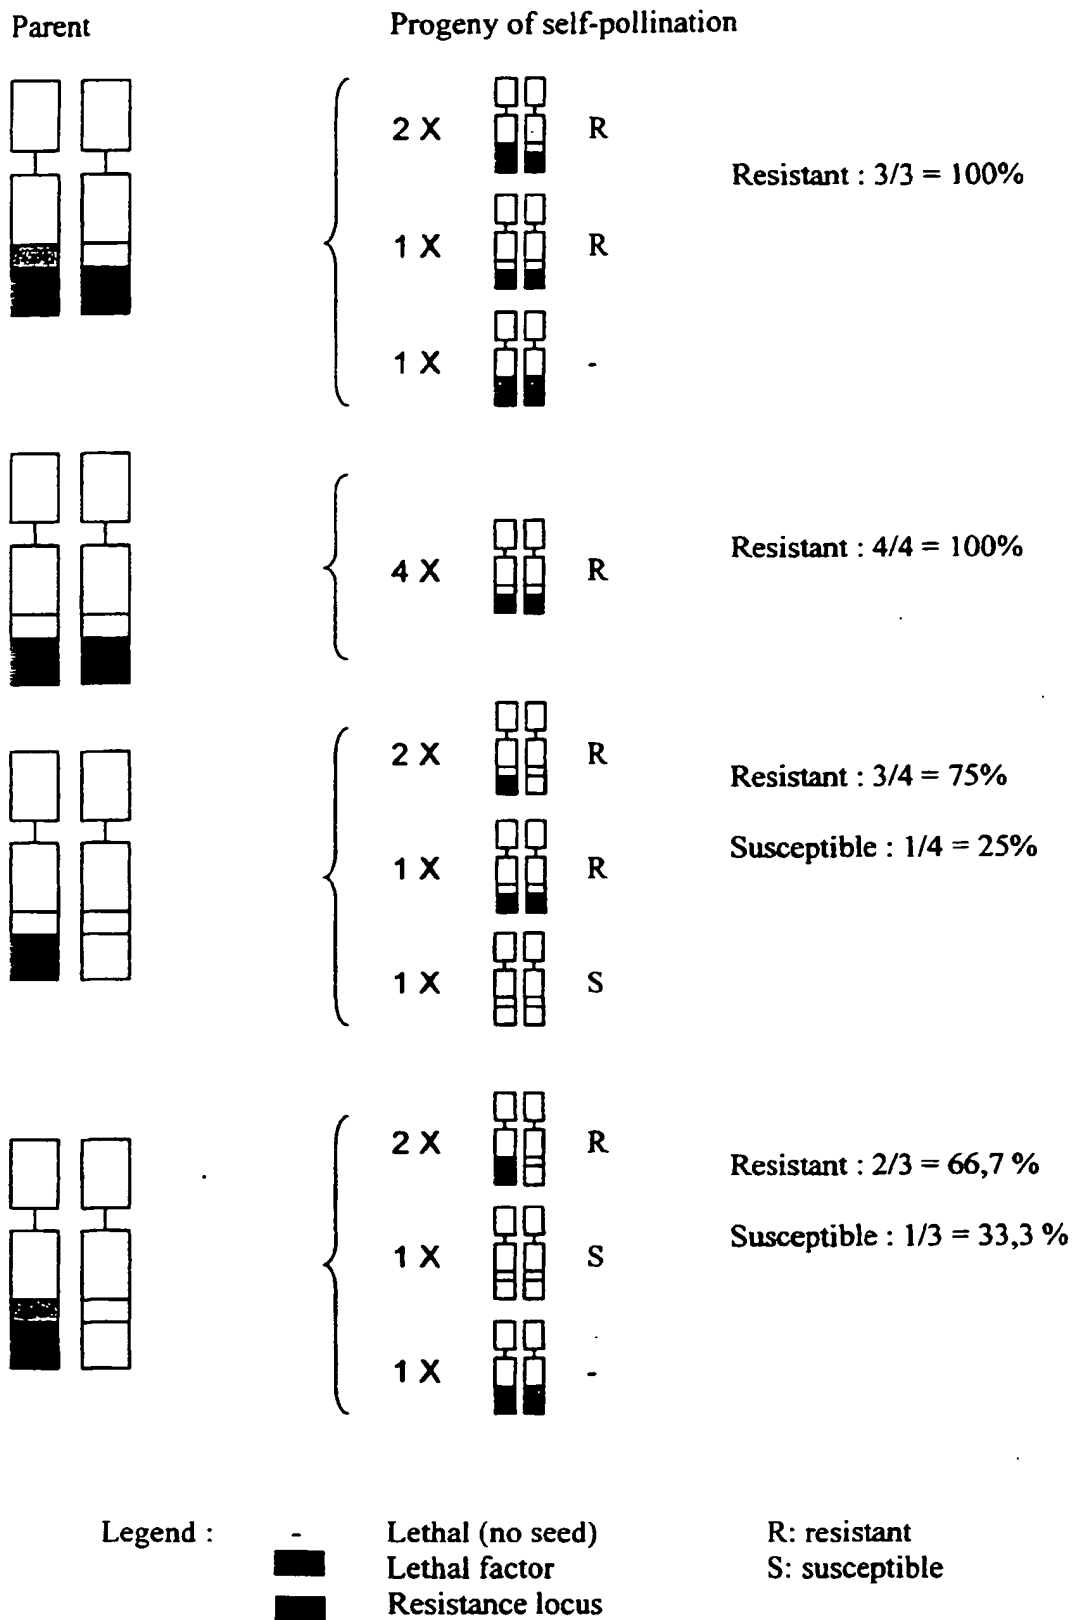 Parent Progeny of self-pollination
2 X R
Resistant : 3/3 = 100%
1 X R
1 X -
Resistant : 4/4 = 100%
4 X R
2 X R
Resistant : 3/4 = 75%
Susceptible : 1/4 = 25%
1 X R
1 X S
2 X R
Resistant : 2/3 = 66,7 %
Susceptible : 1/3 = 33,3 %
1 X S
1 X -
Legend : - Lethal (no seed) R: resistant
Lethal factor S: susceptible
Resistance locus